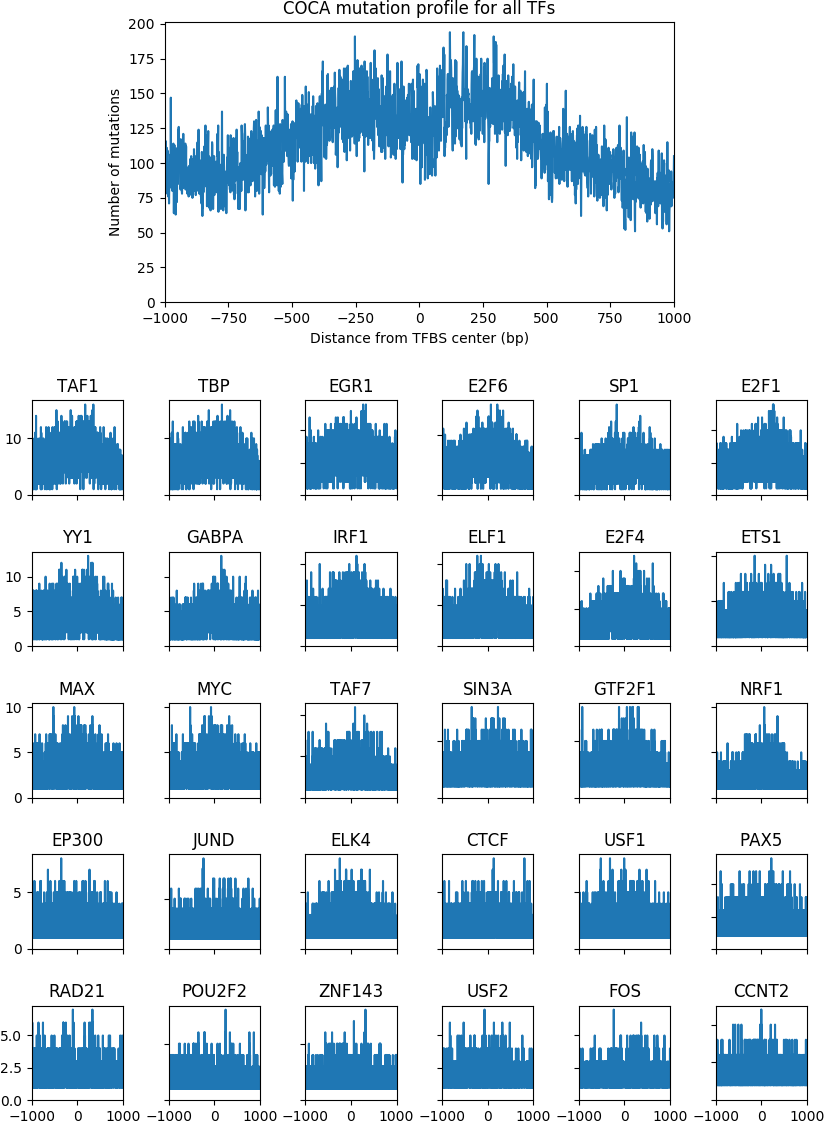 COCA mutation profile for all TFs
200
175
150
125
100
75
50
25
0
Number of mutations
−1000 −750 −500 −250 0 250 500 750 1000
Distance from TFBS center (bp)
TAF1 TBP EGR1 E2F6 SP1 E2F1
10
0
YY1 GABPA IRF1 ELF1 E2F4 ETS1
10
5
0
MAX MYC TAF7 SIN3A GTF2F1 NRF1
10
5
0
EP300 JUND ELK4 CTCF USF1 PAX5
5
0
RAD21 POU2F2 ZNF143 USF2 FOS CCNT2
5.0
2.5
0.0
−1000 0 1000 −1000 0 1000 −1000 0 1000 −1000 0 1000 −1000 0 1000 −1000 0 1000